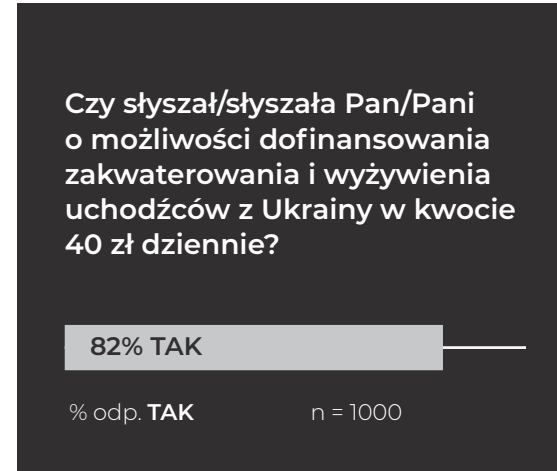 Czy słyszał/słyszała Pan/Pani
o możliwości dofinansowania
zakwaterowania i wyżywienia
uchodźców z Ukrainy w kwocie
40 zł dziennie?
82% TAK
% odp. TAK n = 1000